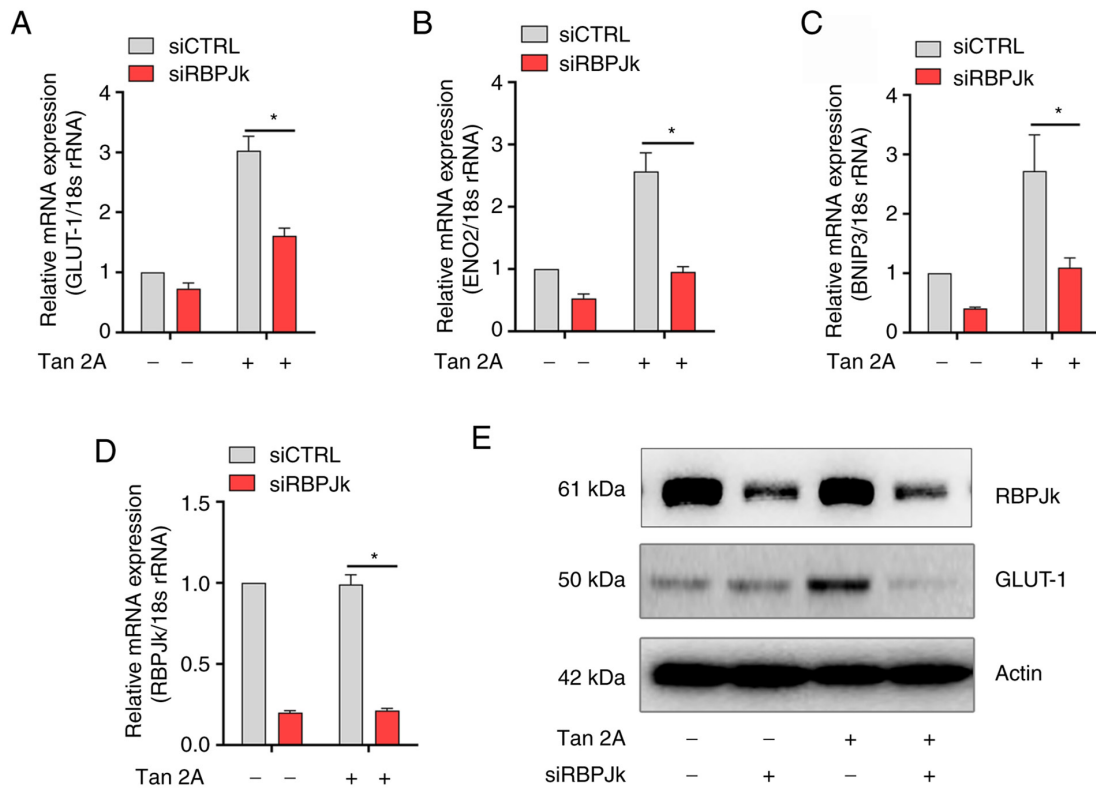 A
siCTRL
siRBPJk
Relative mRNA expression
(GLUT-1/18s rRNA)
4
3
2
1
0
*
Tan 2A – – + +
B
siCTRL
siRBPJk
Relative mRNA expression
(ENO2/18s rRNA)
4
3
2
1
0
*
Tan 2A – – + +
C
siCTRL
siRBPJk
Relative mRNA expression
(BNIP3/18s rRNA)
4
3
2
1
0
*
Tan 2A – – + +
D
siCTRL
siRBPJk
Relative mRNA expression
(RBPJk/18s rRNA)
1.5
1.0
0.5
0.0
*
Tan 2A – – + +
E
61 kDa RBPJk
50 kDa GLUT-1
42 kDa Actin
Tan 2A – – + +
siRBPJk – + – +